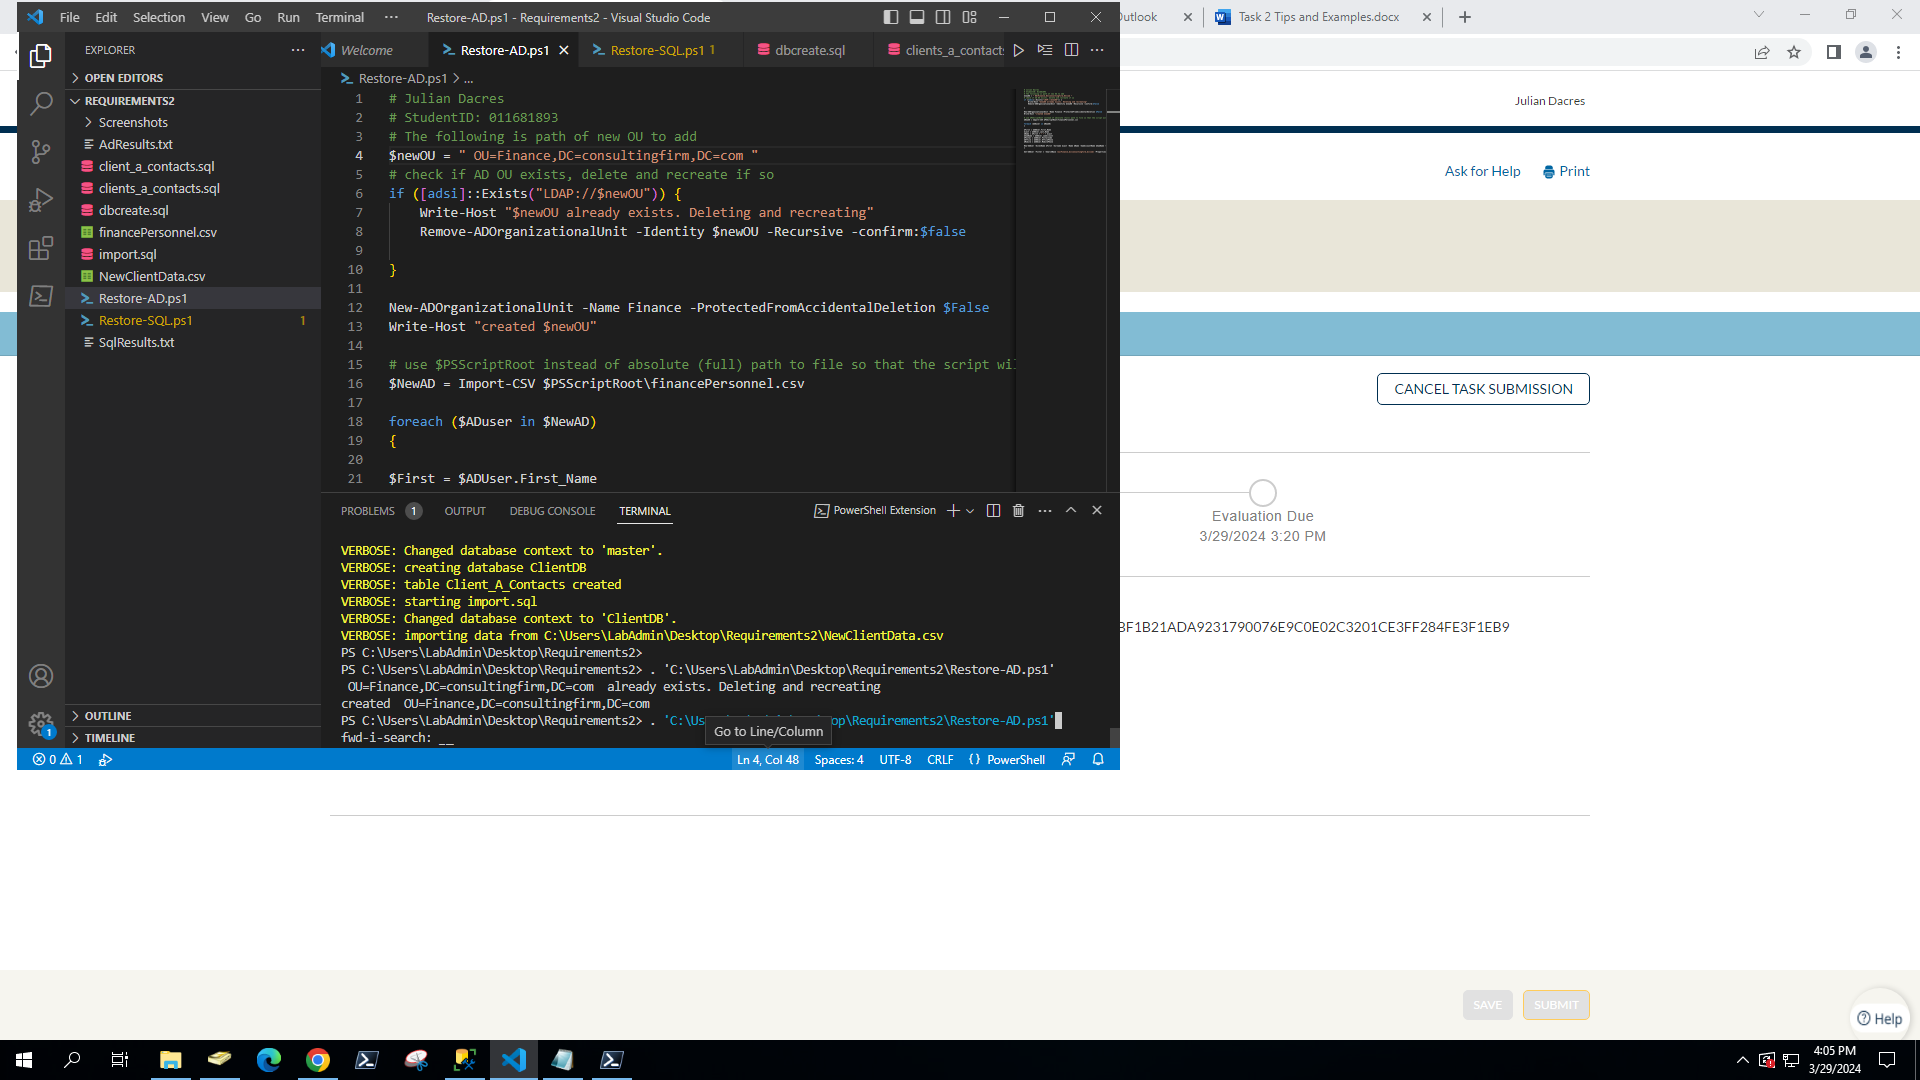 File Edit Selection View Go Run Terminal ··· Restore-AD.ps1 - Requirements2 - Visual Studio Code
Outlook
Task 2 Tips and Examples.docx
EXPLORER
OPEN EDITORS
REQUIREMENTS2
Screenshots
AdResults.txt
client_a_contacts.sql
clients_a_contacts.sql
dbcreate.sql
financePersonnel.csv
import.sql
NewClientData.csv
Restore-AD.ps1
Restore-SQL.ps1 1
SqlResults.txt
OUTLINE
TIMELINE
Welcome Restore-AD.ps1 Restore-SQL.ps1 1 dbcreate.sql clients_a_contacts
Restore-AD.ps1 > ...
1 # Julian Dacres
2 # StudentID: 011681893
3 # The following is path of new OU to add
4 $newOU = " OU=Finance,DC=consultingfirm,DC=com "
5 # check if AD OU exists, delete and recreate if so
6 if ([adsi]::Exists("LDAP://$newOU")) {
7 Write-Host "$newOU already exists. Deleting and recreating"
8 Remove-ADOrganizationalUnit -Identity $newOU -Recursive -confirm:$false
9
10 }
11
12 New-ADOrganizationalUnit -Name Finance -ProtectedFromAccidentalDeletion $False
13 Write-Host "created $newOU"
14
15 # use $PSScriptRoot instead of absolute (full) path to file so that the script wi
16 $NewAD = Import-CSV $PSScriptRoot\financePersonnel.csv
17
18 foreach ($ADuser in $NewAD)
19 {
20
21 $First = $ADUser.First_Name
PROBLEMS 1 OUTPUT DEBUG CONSOLE TERMINAL PowerShell Extension
VERBOSE: Changed database context to 'master'.
VERBOSE: creating database ClientDB
VERBOSE: table Client_A_Contacts created
VERBOSE: starting import.sql
VERBOSE: Changed database context to 'ClientDB'.
VERBOSE: importing data from C:\Users\LabAdmin\Desktop\Requirements2\NewClientData.csv
PS C:\Users\LabAdmin\Desktop\Requirements2>
PS C:\Users\LabAdmin\Desktop\Requirements2> . 'C:\Users\LabAdmin\Desktop\Requirements2\Restore-AD.ps1'
OU=Finance,DC=consultingfirm,DC=com  already exists. Deleting and recreating
created  OU=Finance,DC=consultingfirm,DC=com
PS C:\Users\LabAdmin\Desktop\Requirements2> . 'C:\Us op\Requirements2\Restore-AD.ps1'
fwd-i-search: _
Go to Line/Column
1
0 1 Ln 4, Col 48 Spaces: 4 UTF-8 CRLF {} PowerShell
Julian Dacres
Ask for Help Print
CANCEL TASK SUBMISSION
Evaluation Due
3/29/2024 3:20 PM
BF1B21ADA9231790076E9C0E02C3201CE3FF284FE3F1EB9
SAVE SUBMIT
Help
4:05 PM
3/29/2024